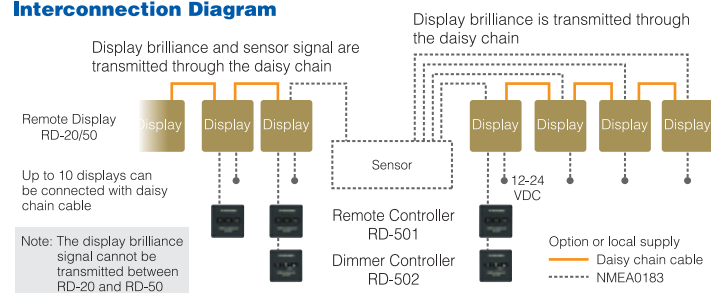 Interconnection Diagram
Display brilliance is transmitted through
the daisy chain
Display brilliance and sensor signal are
transmitted through the daisy chain
Remote Display
RD-20/50
Display Display Display Display Display Display Display
Sensor
Up to 10 displays can
be connected with daisy
chain cable
12-24
VDC
Remote Controller
RD-501
Dimmer Controller
RD-502
Note: The display brilliance
signal cannot be
transmitted between
RD-20 and RD-50
Option or local supply
Daisy chain cable
NMEA0183